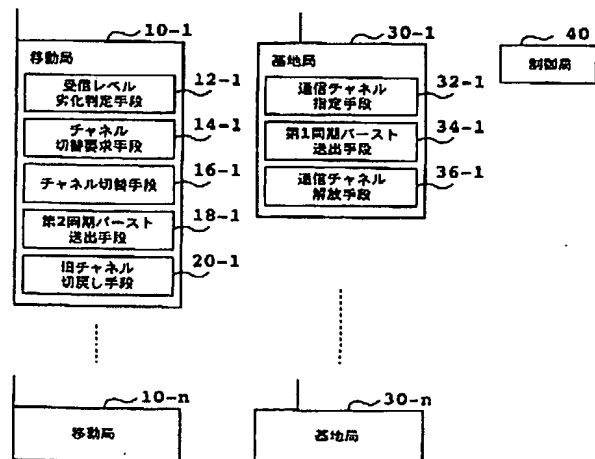 10-1
移動局
受信レベル
劣化判定手段
12-1
チャネル
切替要求手段
14-1
チャネル切替手段
16-1
第2同期バースト
送出手段
18-1
旧チャネル
切戻し手段
20-1
30-1
基地局
通信チャネル
指定手段
32-1
第1同期バースト
送出手段
34-1
通信チャネル
解放手段
36-1
40
制御局
10-n
移動局
30-n
基地局